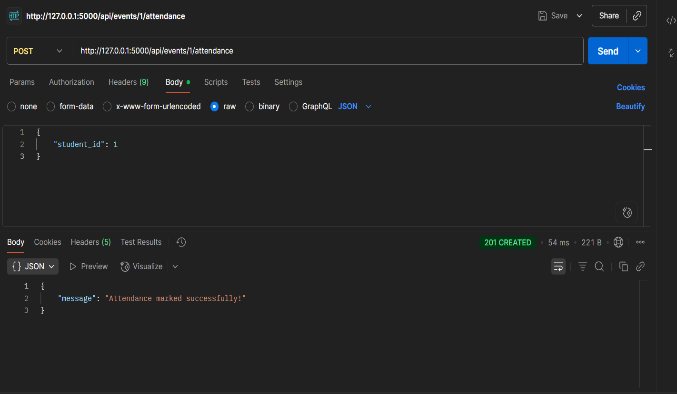 http://127.0.0.1:5000/api/events/1/attendance
Save
Share
POST
http://127.0.0.1:5000/api/events/1/attendance
Send
Params Authorization Headers (9) Body Scripts Tests Settings
Cookies
none form-data x-www-form-urlencoded raw binary GraphQL JSON
Beautify
1 {
2 "student_id": 1
3 }
Body Cookies Headers (5) Test Results
201 CREATED • 54 ms • 221 B
{} JSON Preview Visualize
1 {
2 "message": "Attendance marked successfully!"
3 }